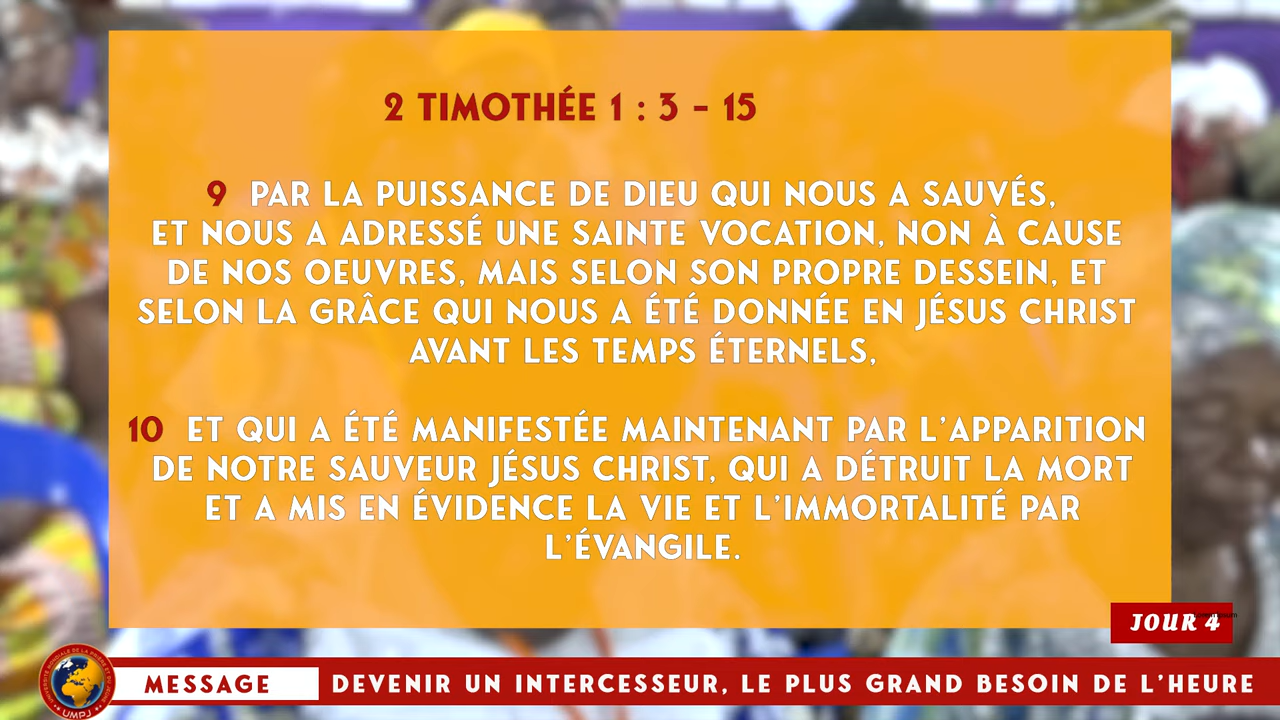 2 TIMOTHÉE 1 : 3 - 15
9 PAR LA PUISSANCE DE DIEU QUI NOUS A SAUVÉS,
ET NOUS A ADRESSÉ UNE SAINTE VOCATION, NON À CAUSE
DE NOS OEUVRES, MAIS SELON SON PROPRE DESSEIN, ET
SELON LA GRÂCE QUI NOUS A ÉTÉ DONNÉE EN JÉSUS CHRIST
AVANT LES TEMPS ÉTERNELS,
10 ET QUI A ÉTÉ MANIFESTÉE MAINTENANT PAR L'APPARITION
DE NOTRE SAUVEUR JÉSUS CHRIST, QUI A DÉTRUIT LA MORT
ET A MIS EN ÉVIDENCE LA VIE ET L'IMMORTALITÉ PAR
L'ÉVANGILE.
JOUR 4
MESSAGE
DEVENIR UN INTERCESSEUR, LE PLUS GRAND BESOIN DE L'HEURE
UMPJ